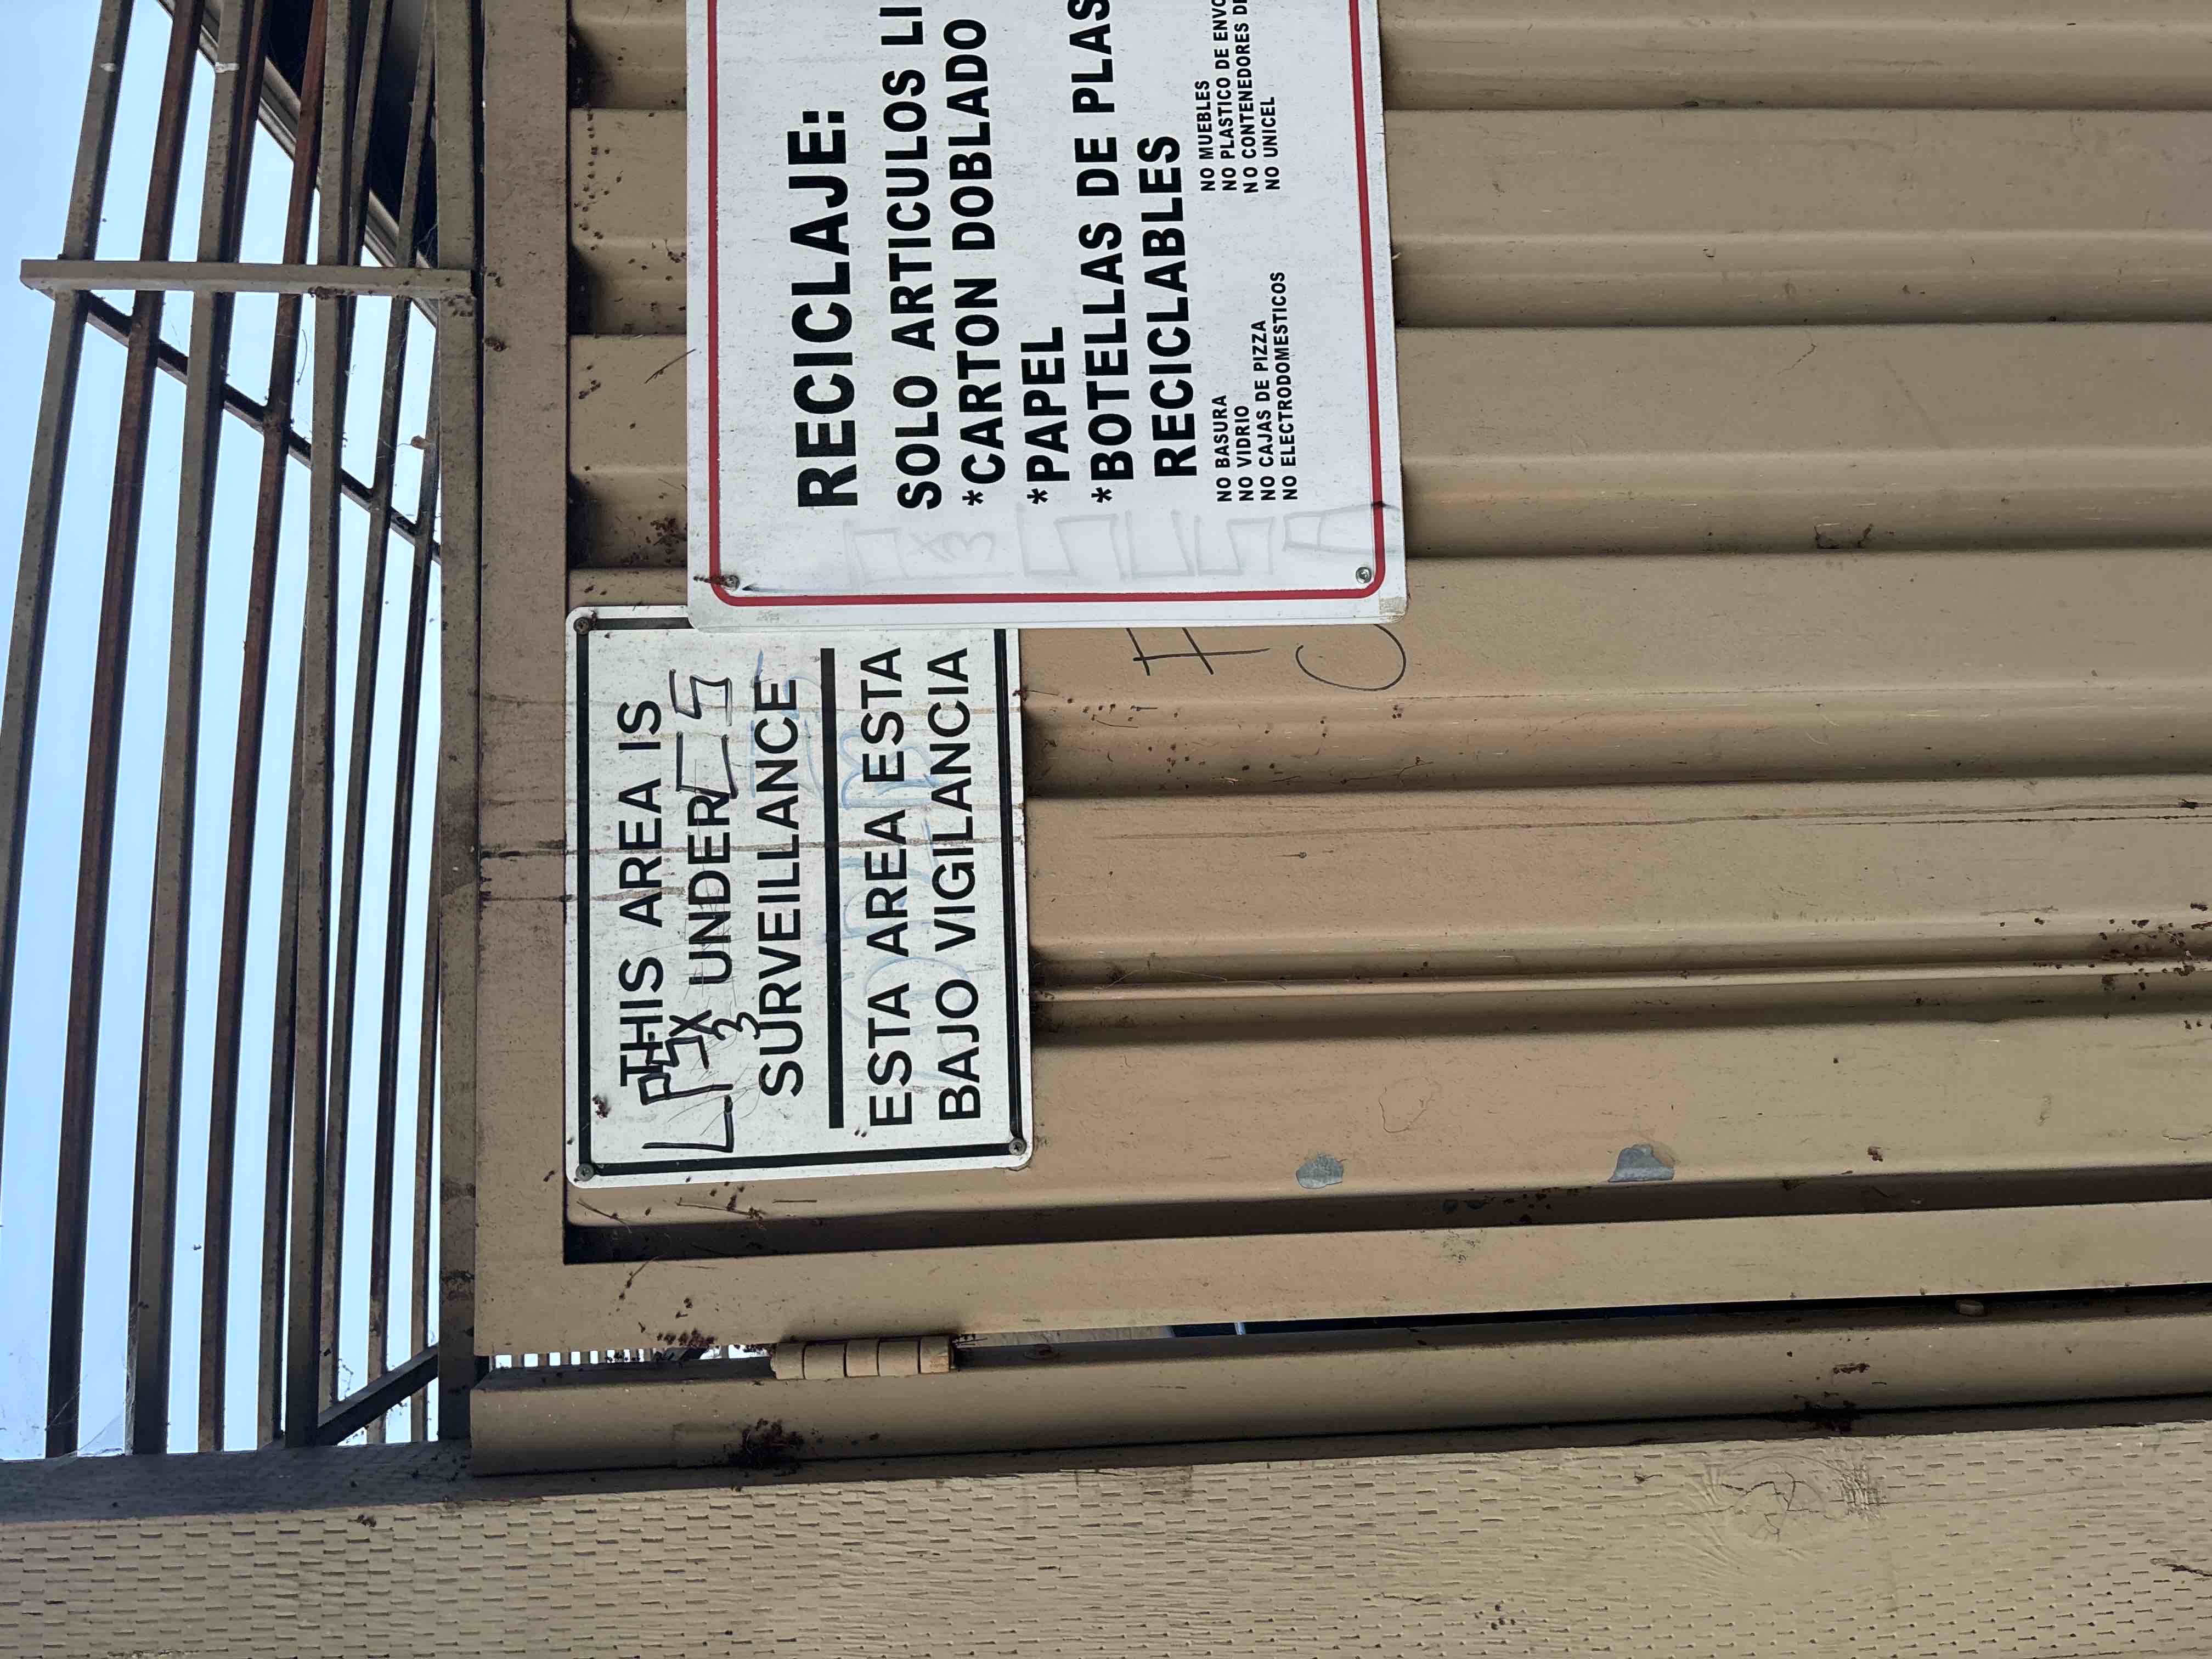 THIS AREA IS
UNDER
SURVEILLANCE
ESTA AREA ESTA
BAJO VIGILANCIA
RECICLAJE:
SOLO ARTICULOS LI
*CARTON DOBLADO
*PAPEL
*BOTELLAS DE PLAS
RECICLABLES
NO BASURA
NO VIDRIO
NO CAJAS DE PIZZA
NO ELECTRODOMESTICOS
NO MUEBLES
NO PLASTICO DE ENVO
NO CONTENEDORES DE
NO UNICEL